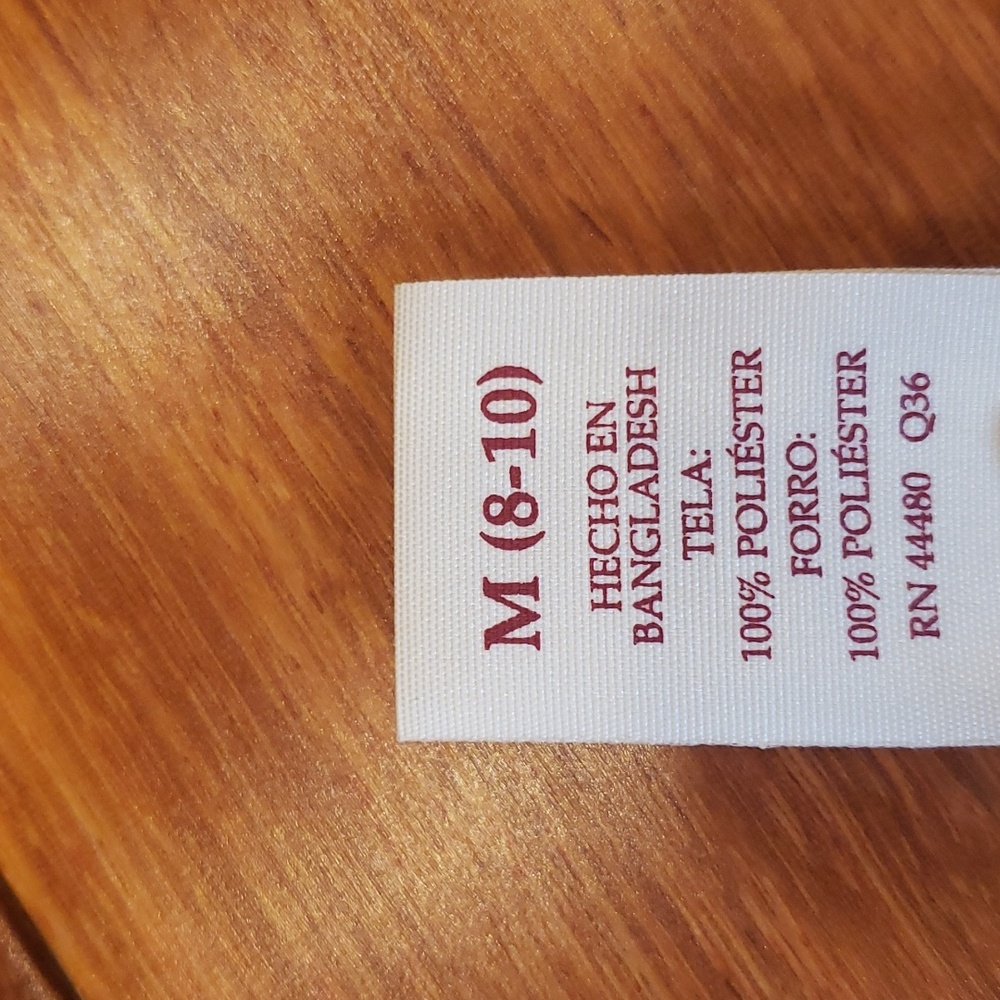 M (8-10)
HECHO EN
BANGLADESH
TELA:
100% POLIÉSTER
FORRO:
100% POLIÉSTER
RN 44480 Q36